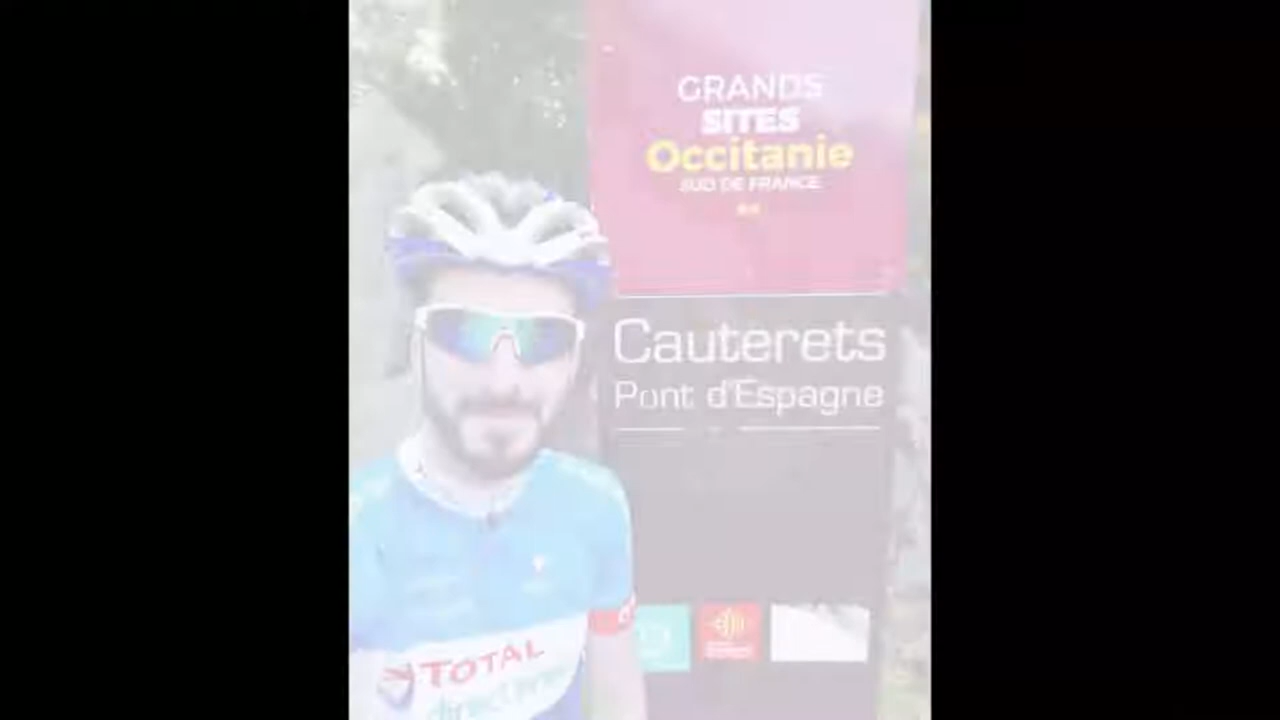 GRANDS
SITES
Occitanie
SUD DE FRANCE
Cauterets
Pont d'Espagne
TOTAL